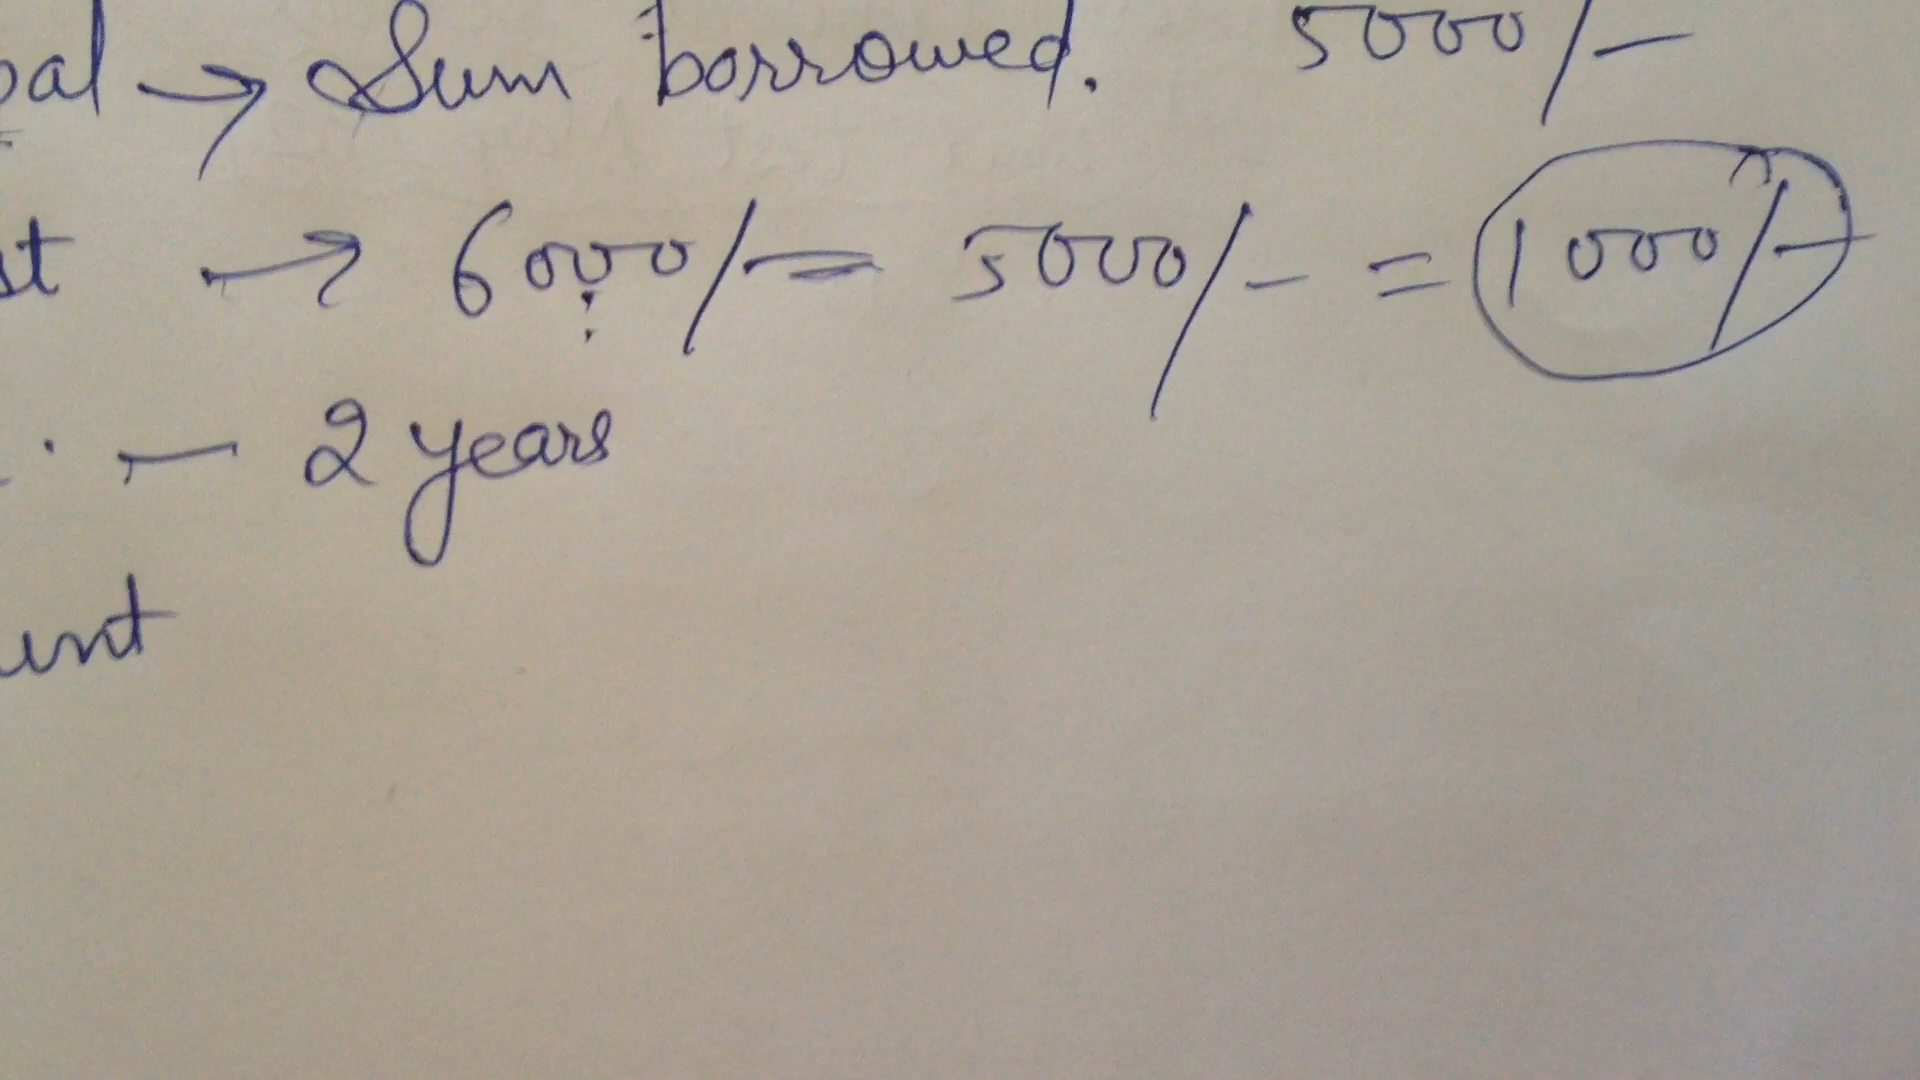 pal → Sum borrowed. 5000/-
st → 6000/- = 5000/- = 1000/-
. - 2 years
unt